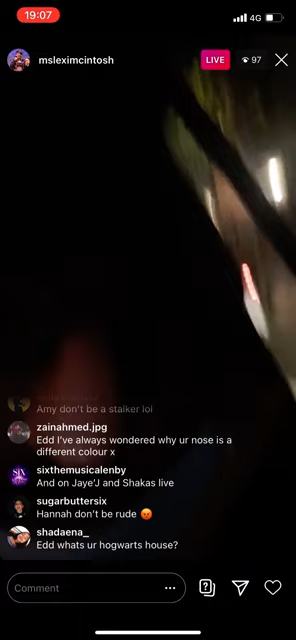 19:07
4G
msleximcintosh
LIVE
97
Amy don't be a stalker lol
zainahmed.jpg
Edd I've always wondered why ur nose is a
different colour x
sixthemusicalenby
And on Jaye'J and Shakas live
sugarbuttersix
Hannah don't be rude 😡
shadaena_
Edd whats ur hogwarts house?
Comment